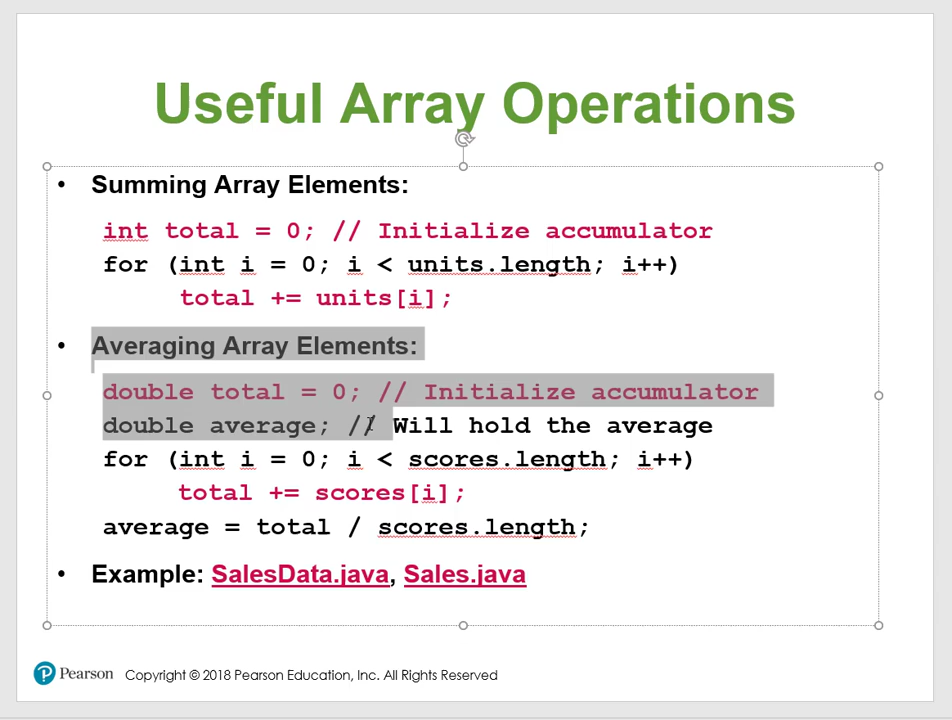 Useful Array Operations
• Summing Array Elements:
int total = 0; // Initialize accumulator
for (int i = 0; i < units.length; i++)
total += units[i];
• Averaging Array Elements:
double total = 0; // Initialize accumulator
double average; // Will hold the average
for (int i = 0; i < scores.length; i++)
total += scores[i];
average = total / scores.length;
• Example: SalesData.java, Sales.java
P Pearson Copyright © 2018 Pearson Education, Inc. All Rights Reserved